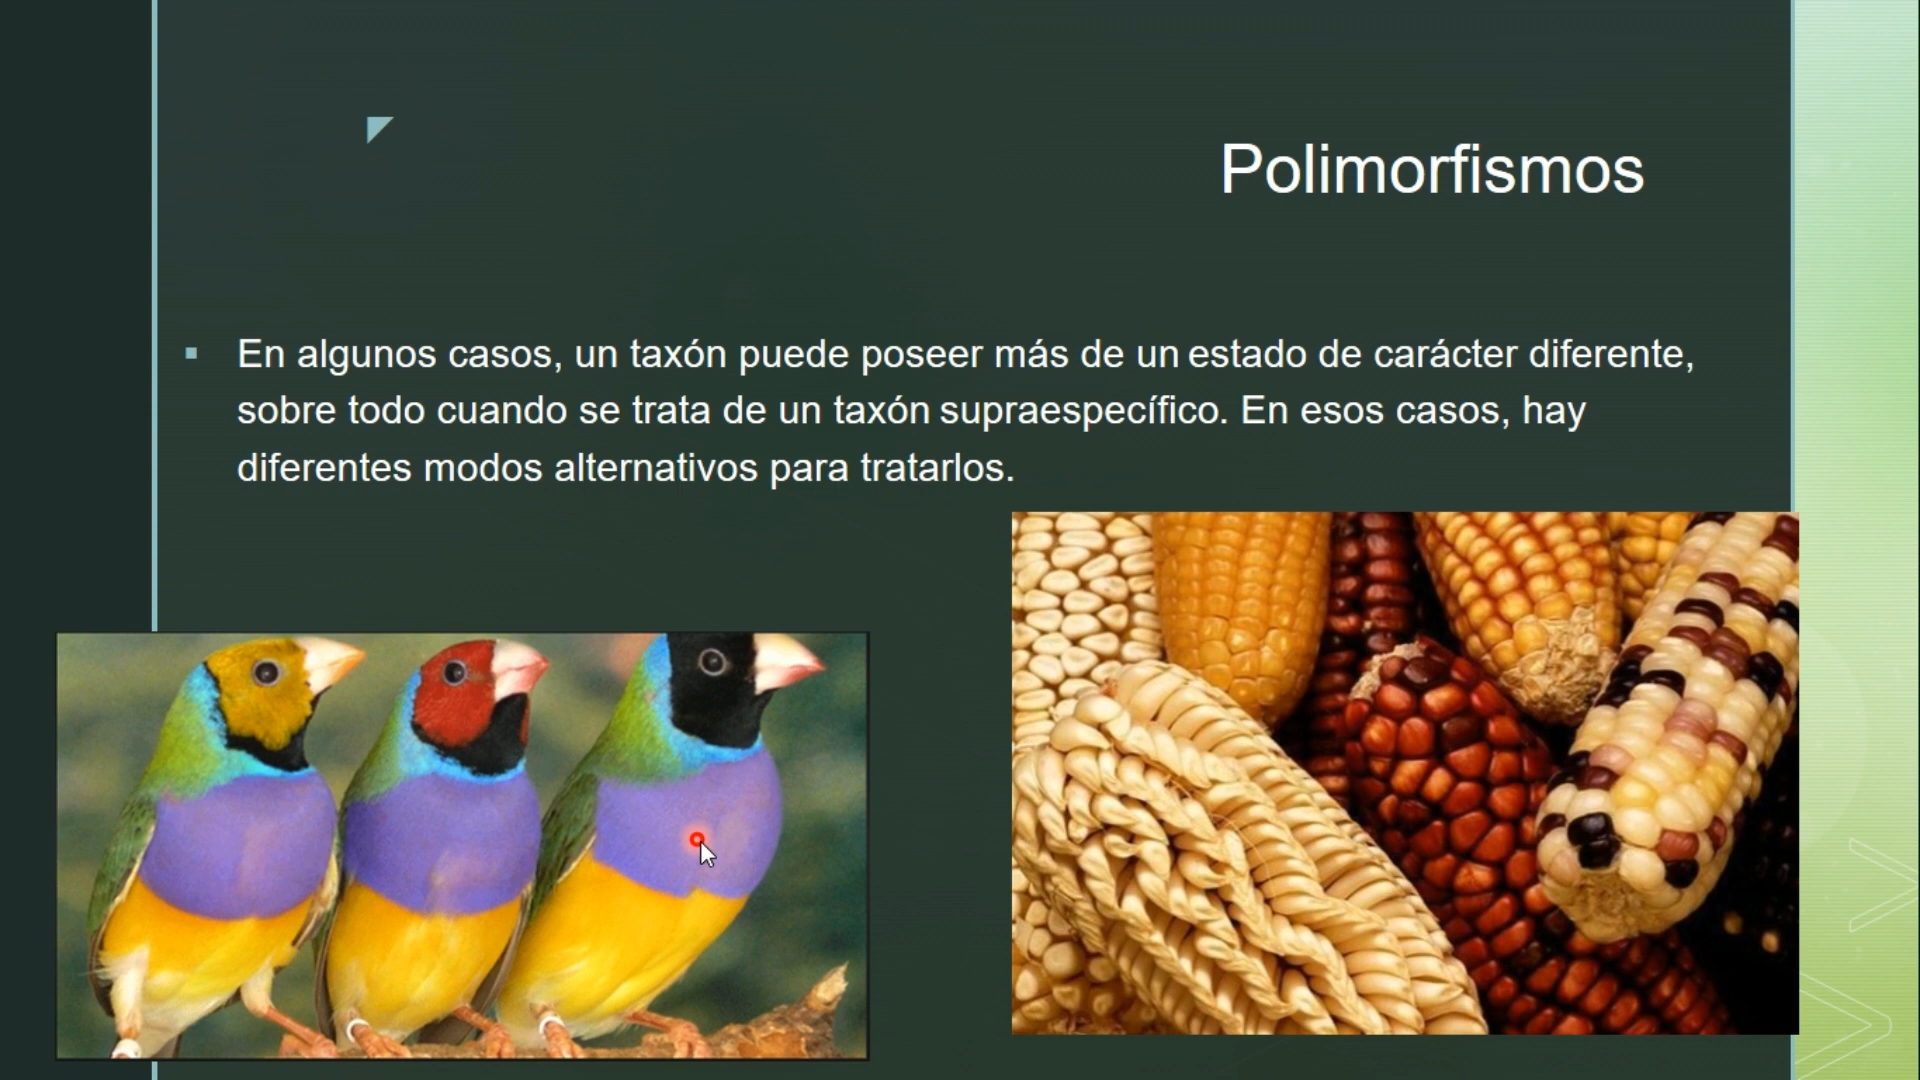 Polimorfismos
En algunos casos, un taxón puede poseer más de un estado de carácter diferente,
sobre todo cuando se trata de un taxón supraespecífico. En esos casos, hay
diferentes modos alternativos para tratarlos.